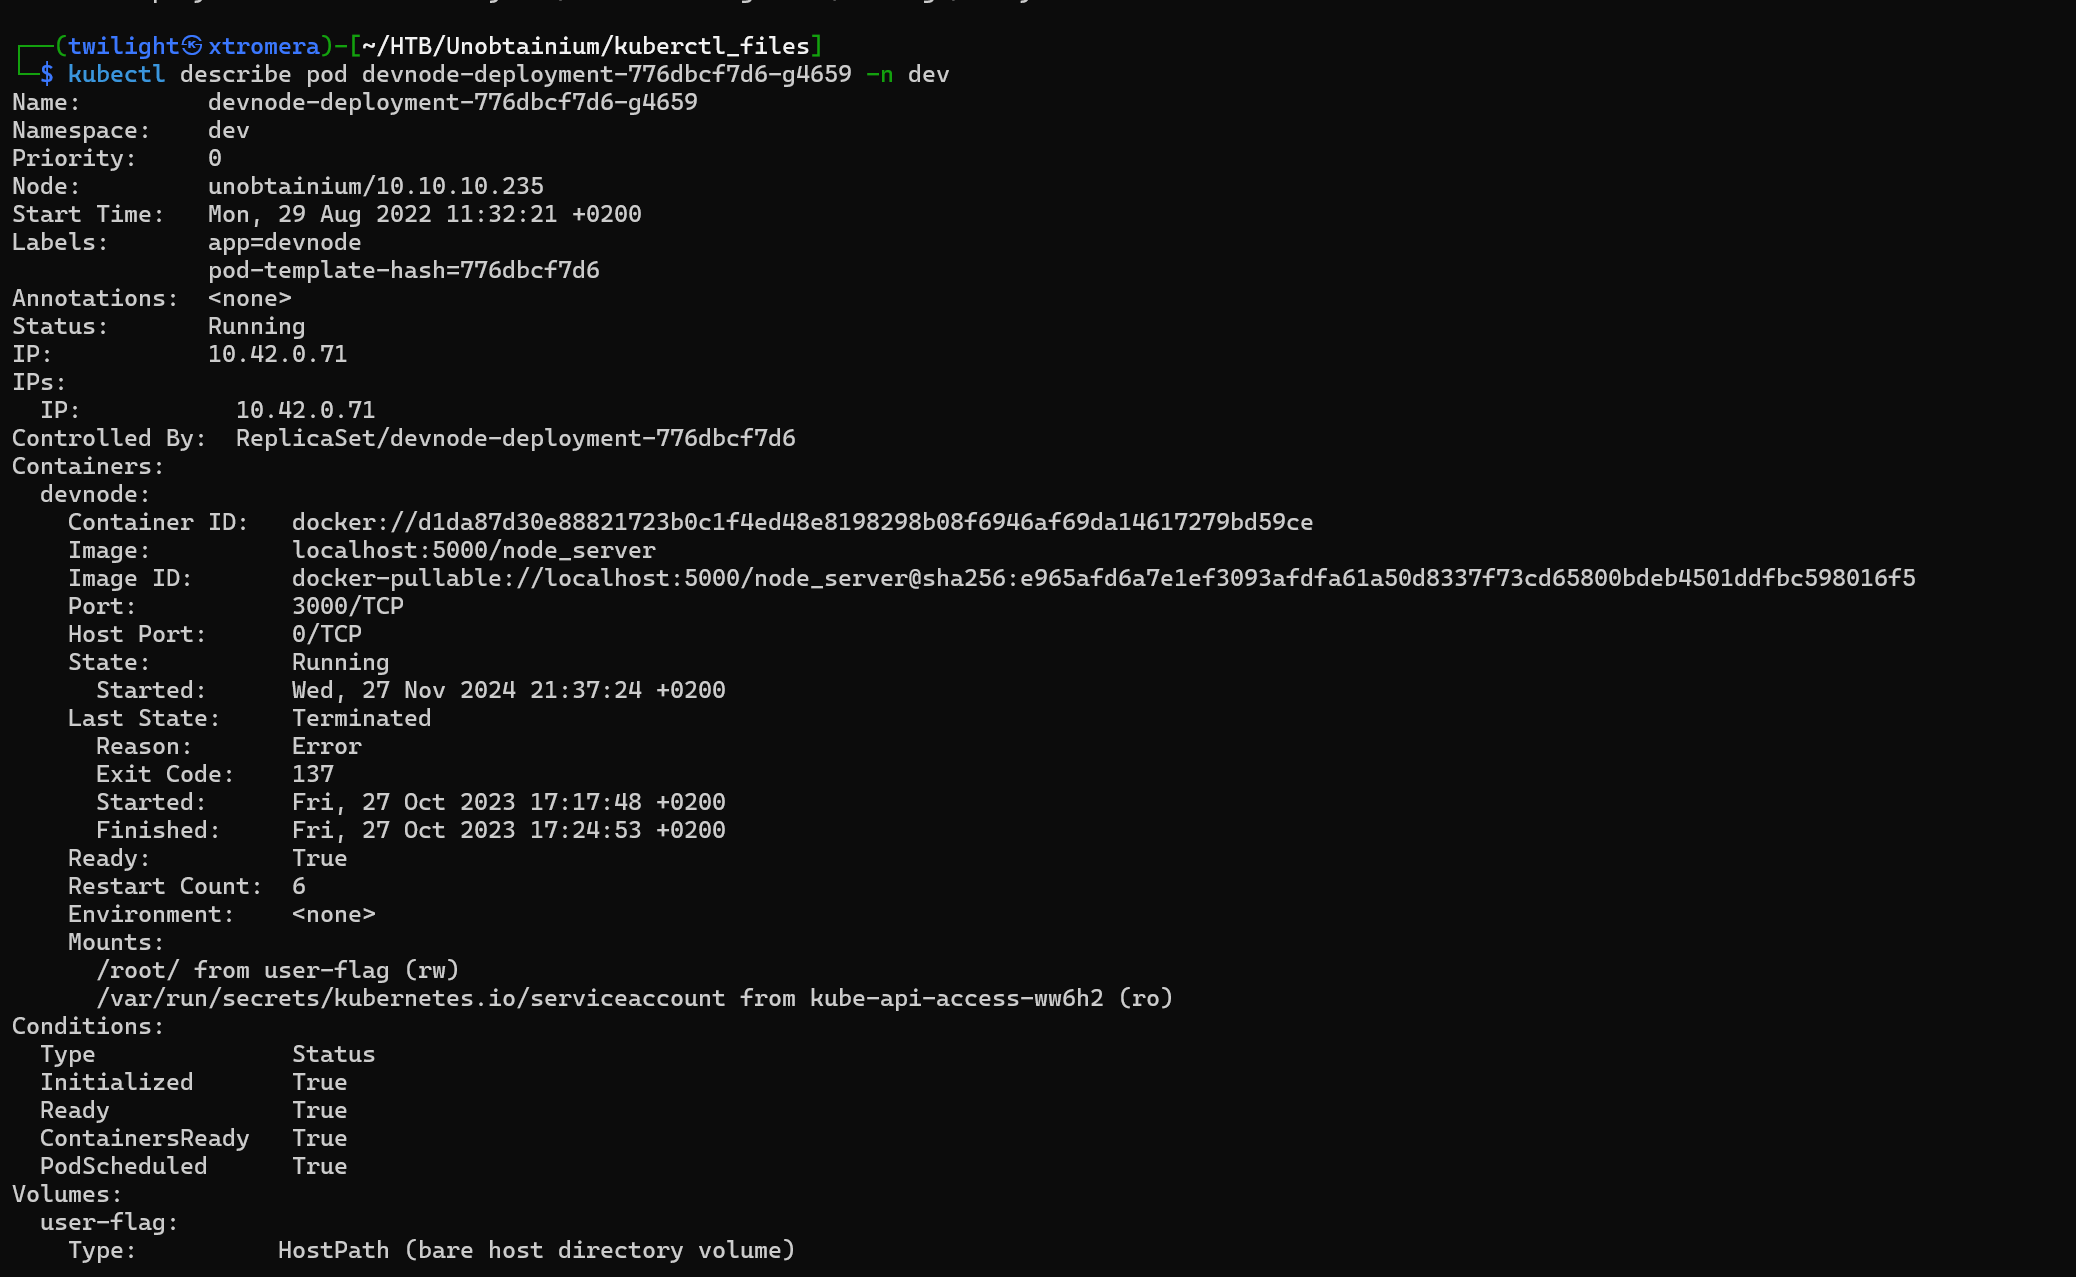 ┌──(twilight㉿xtromera)-[~/HTB/Unobtainium/kuberctl_files]
└─$ kubectl describe pod devnode-deployment-776dbcf7d6-g4659 -n dev
Name:         devnode-deployment-776dbcf7d6-g4659
Namespace:    dev
Priority:     0
Node:         unobtainium/10.10.10.235
Start Time:   Mon, 29 Aug 2022 11:32:21 +0200
Labels:       app=devnode
              pod-template-hash=776dbcf7d6
Annotations:  <none>
Status:       Running
IP:           10.42.0.71
IPs:
  IP:           10.42.0.71
Controlled By:  ReplicaSet/devnode-deployment-776dbcf7d6
Containers:
  devnode:
    Container ID:   docker://d1da87d30e88821723b0c1f4ed48e8198298b08f6946af69da14617279bd59ce
    Image:          localhost:5000/node_server
    Image ID:       docker-pullable://localhost:5000/node_server@sha256:e965afd6a7e1ef3093afdfa61a50d8337f73cd65800bdeb4501ddfbc598016f5
    Port:           3000/TCP
    Host Port:      0/TCP
    State:          Running
      Started:      Wed, 27 Nov 2024 21:37:24 +0200
    Last State:     Terminated
      Reason:       Error
      Exit Code:    137
      Started:      Fri, 27 Oct 2023 17:17:48 +0200
      Finished:     Fri, 27 Oct 2023 17:24:53 +0200
    Ready:          True
    Restart Count:  6
    Environment:    <none>
    Mounts:
      /root/ from user-flag (rw)
      /var/run/secrets/kubernetes.io/serviceaccount from kube-api-access-ww6h2 (ro)
Conditions:
  Type              Status
  Initialized       True
  Ready             True
  ContainersReady   True
  PodScheduled      True
Volumes:
  user-flag:
    Type:          HostPath (bare host directory volume)